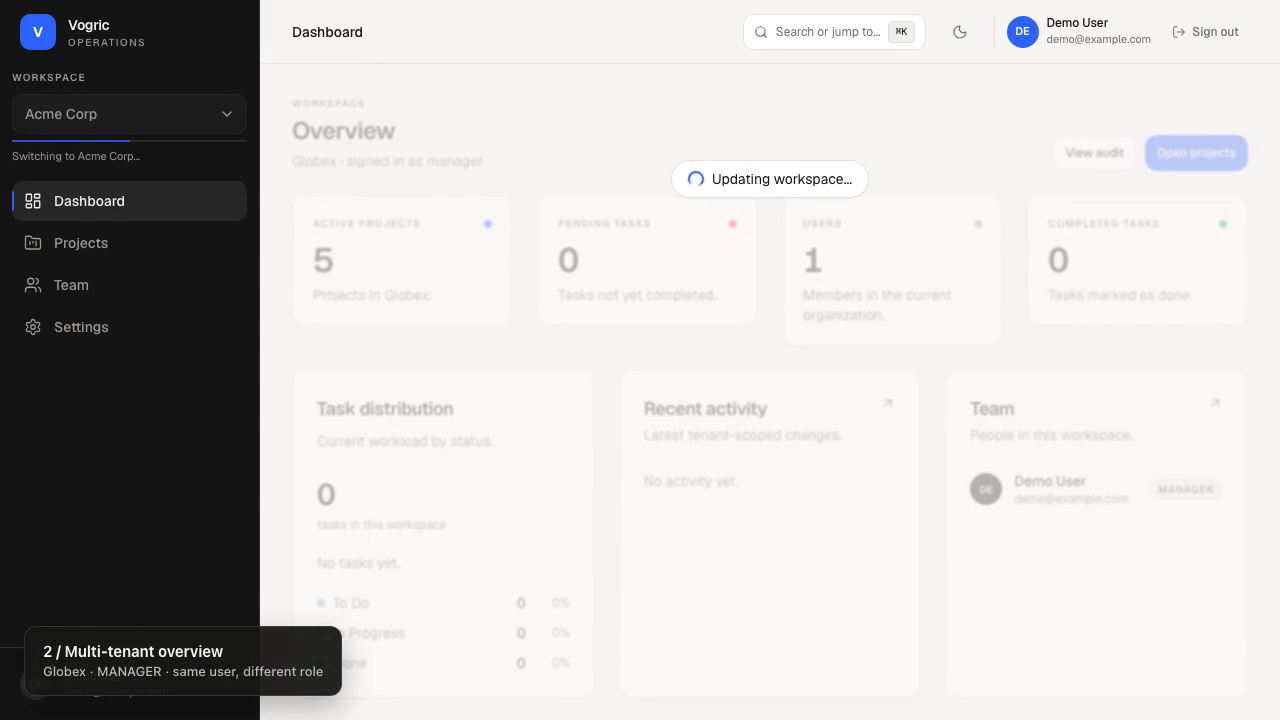 V
Vogric
OPERATIONS
WORKSPACE
Acme Corp
Switching to Acme Corp…
Dashboard
Projects
Team
Settings
Dashboard
Search or jump to…
⌘K
DE
Demo User
demo@example.com
Sign out
WORKSPACE
Overview
Globex · signed in as manager
View audit
Open projects
Updating workspace…
ACTIVE PROJECTS
5
Projects in Globex.
PENDING TASKS
0
Tasks not yet completed.
USERS
1
Members in the current
organization.
COMPLETED TASKS
0
Tasks marked as done.
Task distribution
Current workload by status.
0
tasks in this workspace
No tasks yet.
To Do 0 0%
Progress 0 0%
0 0%
Recent activity
Latest tenant-scoped changes.
No activity yet.
Team
People in this workspace.
DE
Demo User
demo@example.com
MANAGER
2 / Multi-tenant overview
Globex · MANAGER · same user, different role